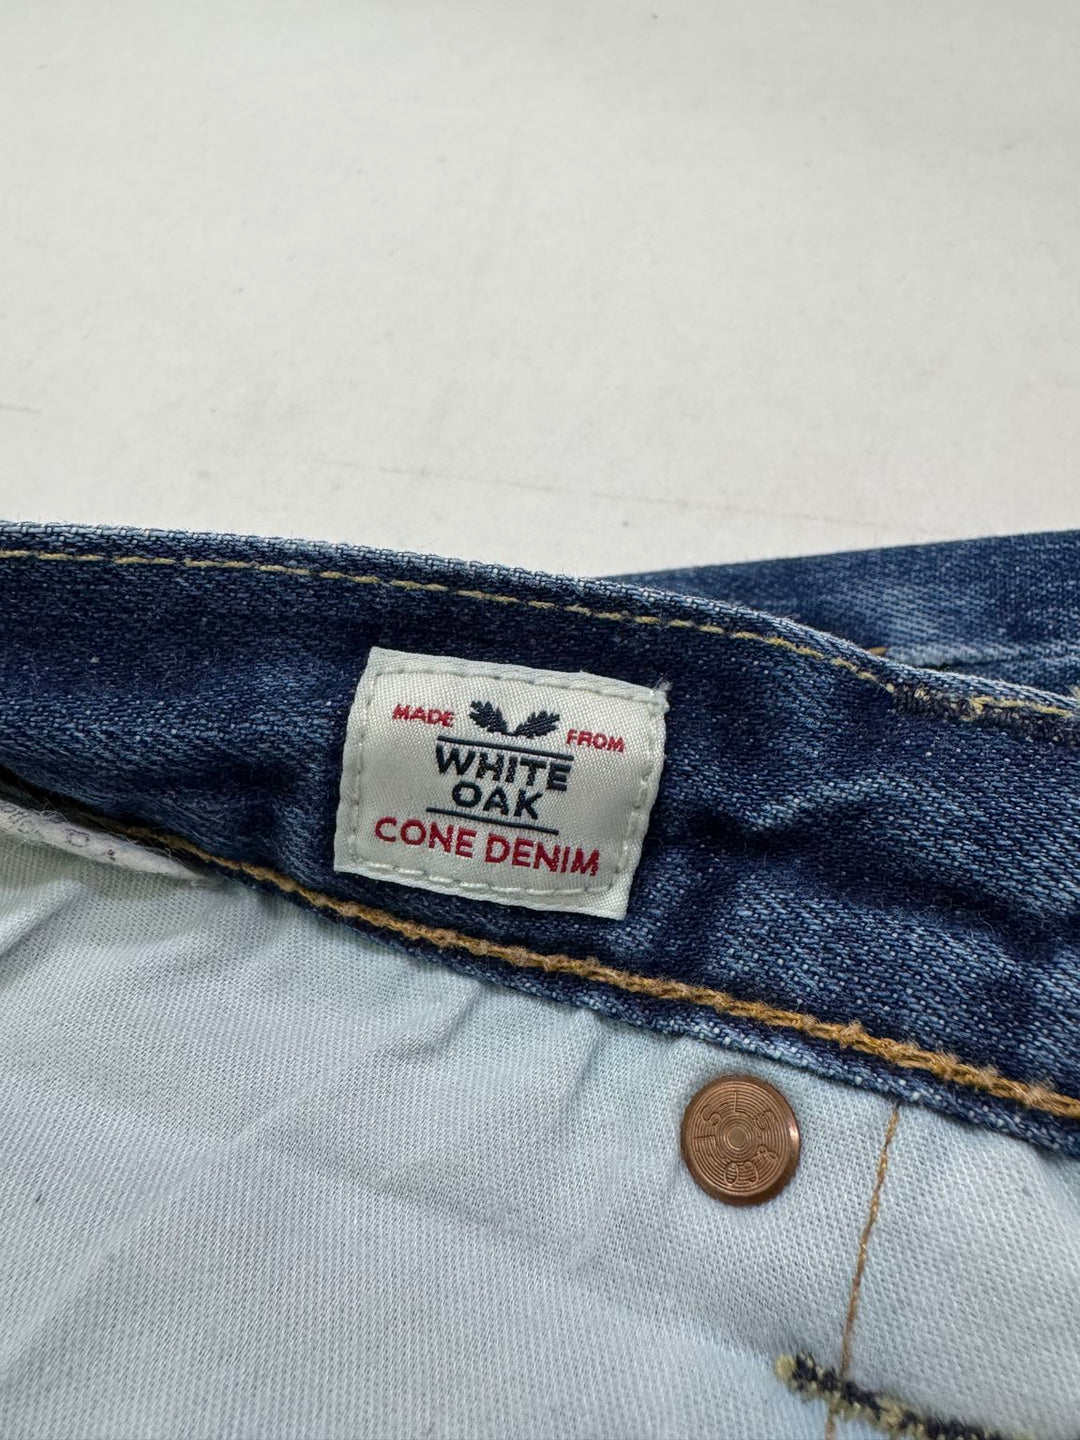 MADE FROM
WHITE
OAK
CONE DENIM